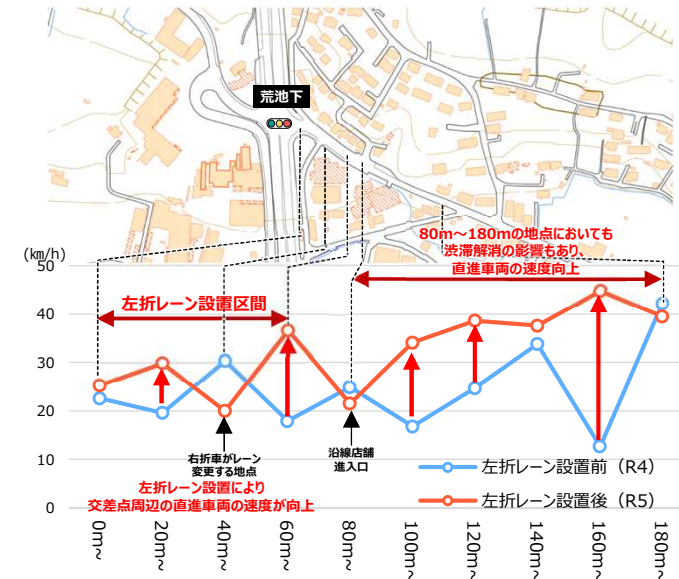 荒池下
80m～180mの地点においても
渋滞解消の影響もあり、
直進車両の速度向上
(km/h)
50
40
30
20
10
0
左折レーン設置区間
右折車がレーン
変更する地点
沿線店舗
進入口
左折レーン設置により
交差点周辺の直進車両の速度が向上
左折レーン設置前（R4）
左折レーン設置後（R5）
0m~
20m~
40m~
60m~
80m~
100m~
120m~
140m~
160m~
180m~